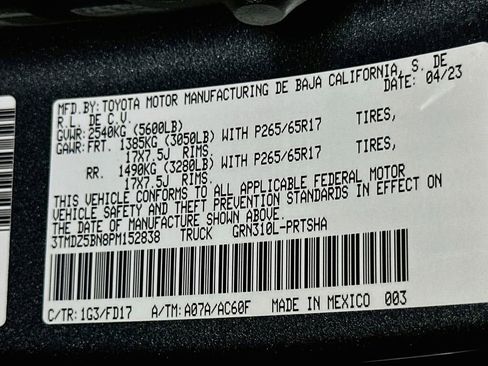 MFD.BY:TOYOTA MOTOR MANUFACTURING DE BAJA CALIFORNIA, S. DE
R.L. DE C.V. DATE: 04/23
GVWR: 2540KG (5600LB)
GAWR:FRT. 1385KG (3050LB) WITH P265/65R17 TIRES,
17X7.5J RIMS,
RR. 1490KG (3280LB) WITH P265/65R17 TIRES,
17X7.5J RIMS.
THIS VEHICLE CONFORMS TO ALL APPLICABLE FEDERAL MOTOR
VEHICLE SAFETY AND THEFT PREVENTION STANDARDS IN EFFECT ON
THE DATE OF MANUFACTURE SHOWN ABOVE.
3TMDZ5BN8PM152838 TRUCK GRN310L-PRTSHA
C/TR: 1G3/FD17 A/TM: A07A/AC60F MADE IN MEXICO 003